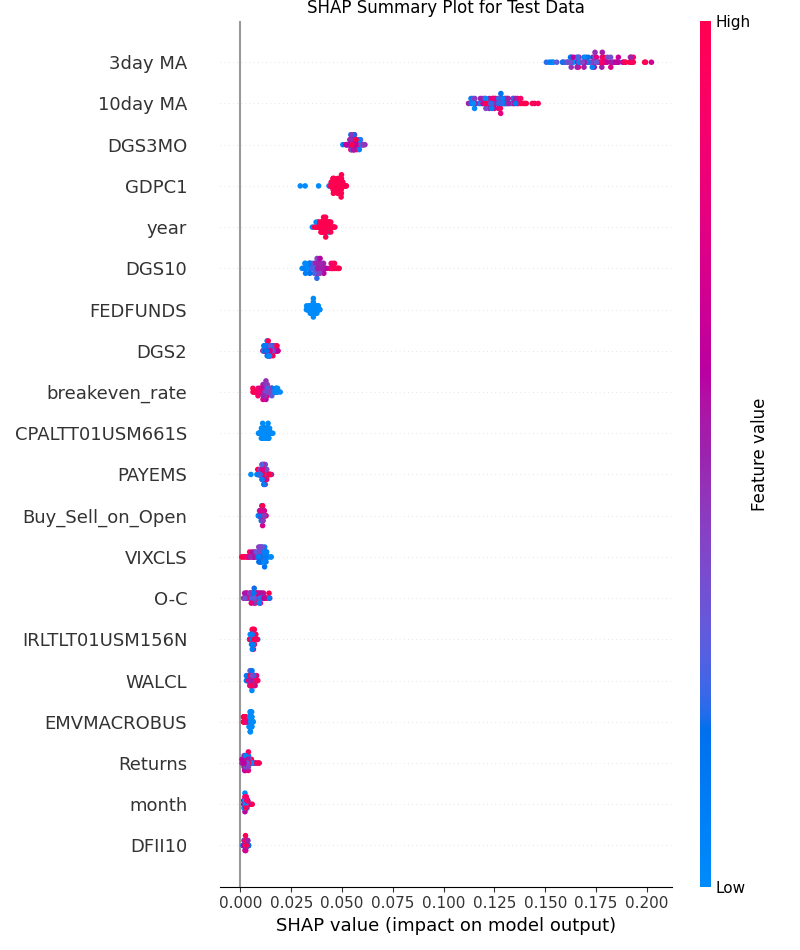 SHAP Summary Plot for Test Data
High
3day MA
10day MA
DGS3MO
GDPC1
year
DGS10
FEDFUNDS
DGS2
breakeven_rate
CPALTT01USM661S
PAYEMS
Buy_Sell_on_Open
VIXCLS
O-C
IRLTLT01USM156N
WALCL
EMVMACROBUS
Returns
month
DFII10
Feature value
Low
0.000 0.025 0.050 0.075 0.100 0.125 0.150 0.175 0.200
SHAP value (impact on model output)